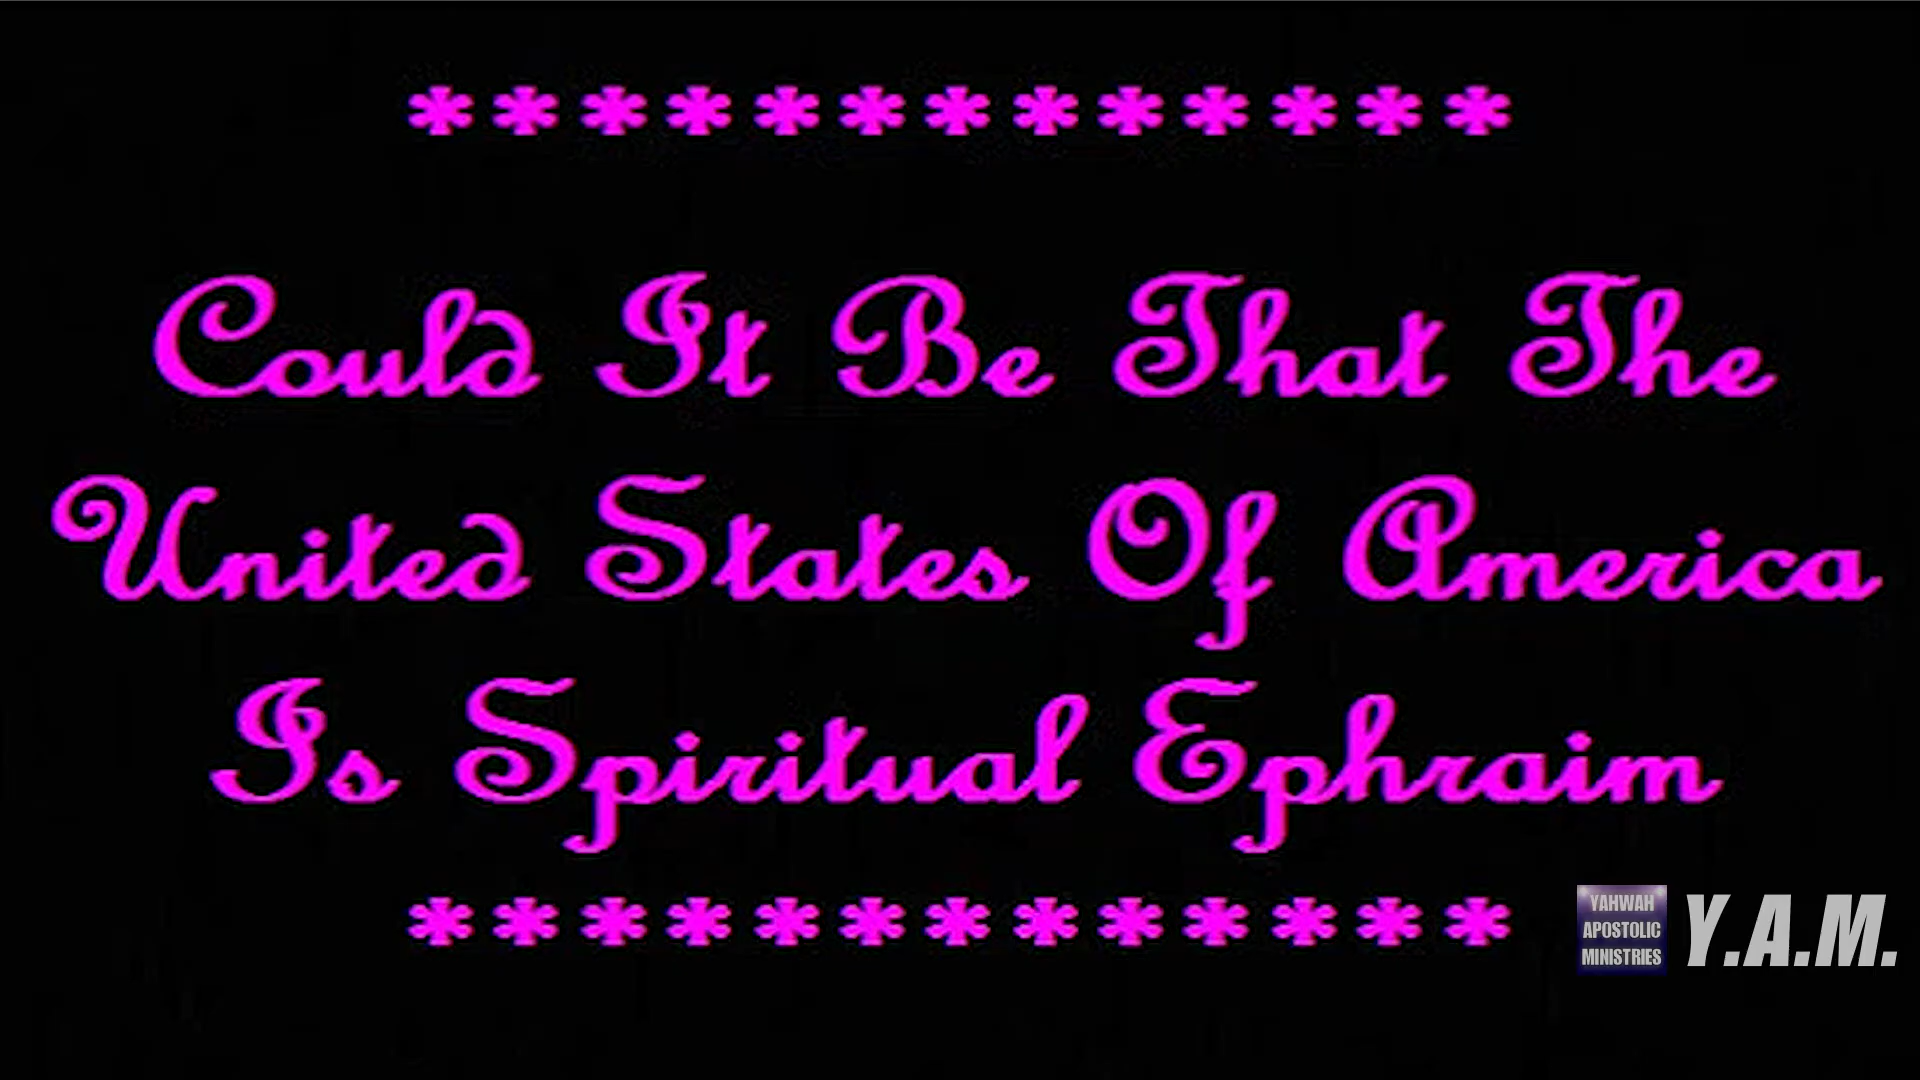 *************
Could It Be That The
United States Of America
Is Spiritual Ephraim
*************
YAHWAH
APOSTOLIC
MINISTRIES
Y.A.M.